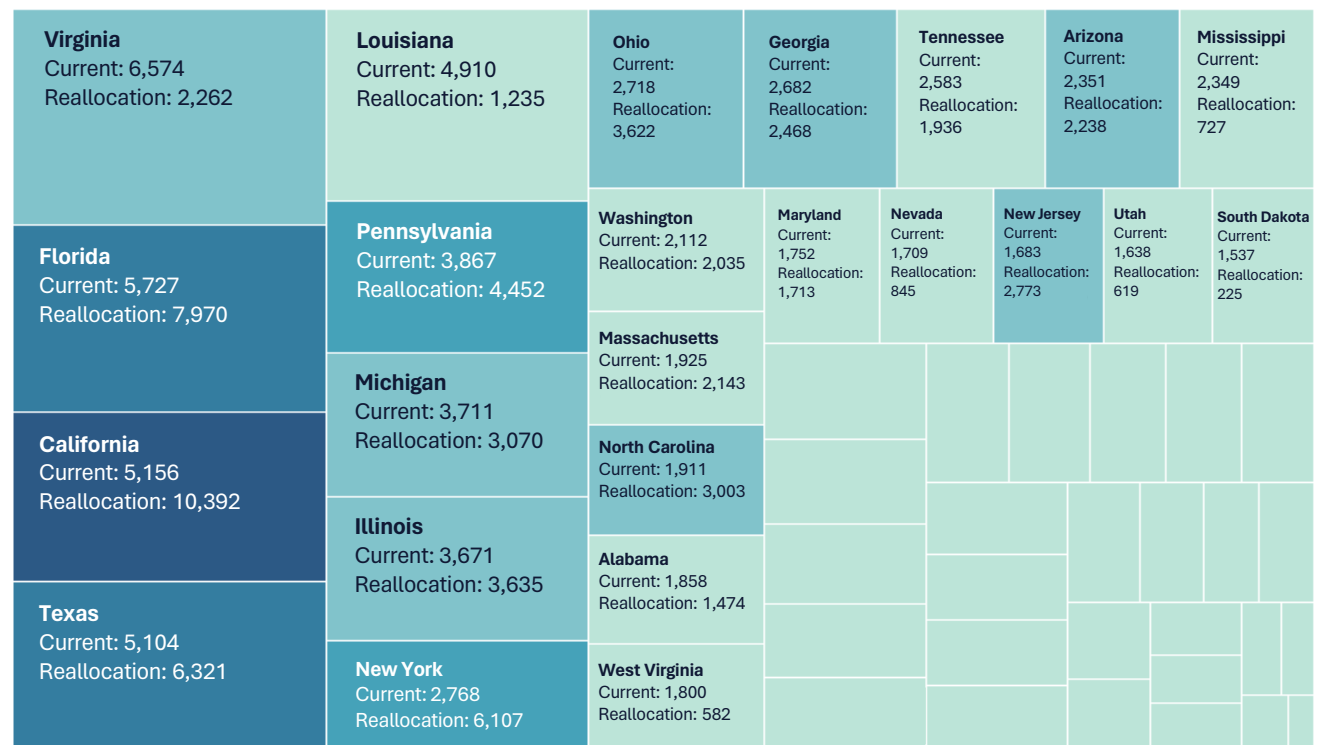 Virginia
Current: 6,574
Reallocation: 2,262
Florida
Current: 5,727
Reallocation: 7,970
California
Current: 5,156
Reallocation: 10,392
Texas
Current: 5,104
Reallocation: 6,321
Louisiana
Current: 4,910
Reallocation: 1,235
Pennsylvania
Current: 3,867
Reallocation: 4,452
Michigan
Current: 3,711
Reallocation: 3,070
Illinois
Current: 3,671
Reallocation: 3,635
New York
Current: 2,768
Reallocation: 6,107
Ohio
Current:
2,718
Reallocation:
3,622
Georgia
Current:
2,682
Reallocation:
2,468
Tennessee
Current:
2,583
Reallocation:
1,936
Arizona
Current:
2,351
Reallocation:
2,238
Mississippi
Current:
2,349
Reallocation:
727
Washington
Current: 2,112
Reallocation: 2,035
Massachusetts
Current: 1,925
Reallocation: 2,143
North Carolina
Current: 1,911
Reallocation: 3,003
Alabama
Current: 1,858
Reallocation: 1,474
West Virginia
Current: 1,800
Reallocation: 582
Maryland
Current:
1,752
Reallocation:
1,713
Nevada
Current:
1,709
Reallocation:
845
New Jersey
Current:
1,683
Reallocation:
2,773
Utah
Current:
1,638
Reallocation:
619
South Dakota
Current:
1,537
Reallocation:
225